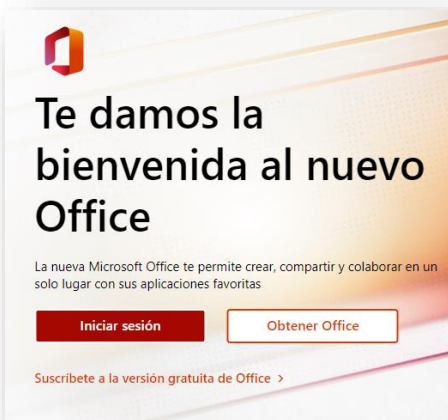 Te damos la
bienvenida al nuevo
Office
La nueva Microsoft Office te permite crear, compartir y colaborar en un
solo lugar con sus aplicaciones favoritas
Iniciar sesión
Obtener Office
Suscríbete a la versión gratuita de Office >